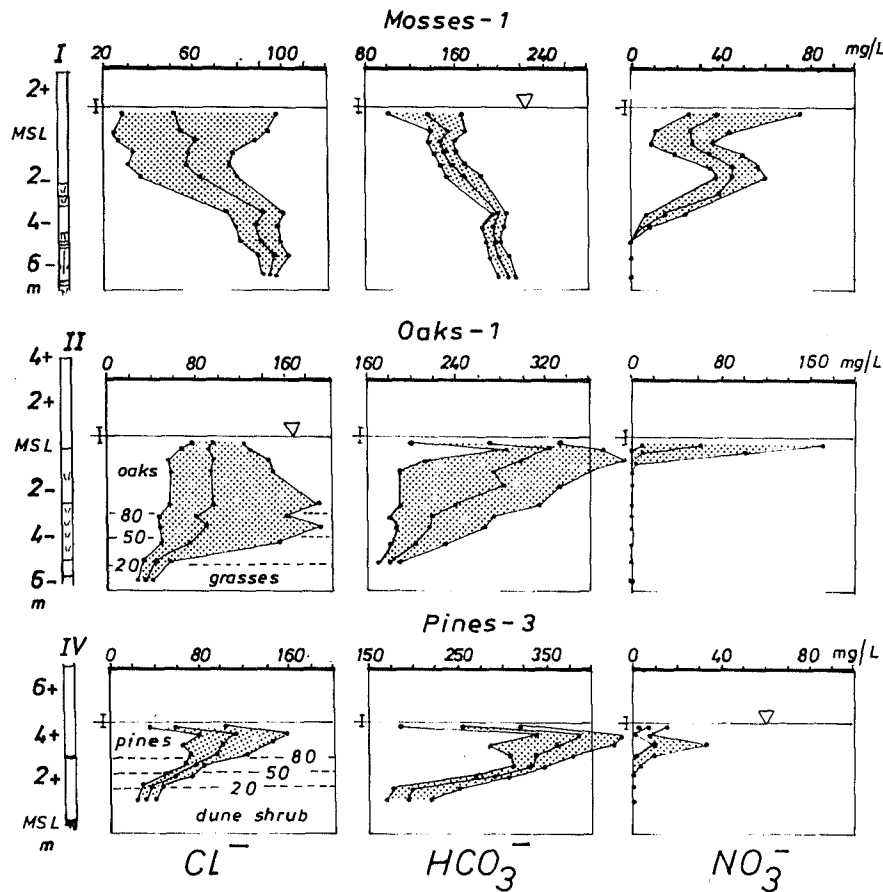 Mosses-1
I
20 60 100
80 160 240
0 40 80 mg/L
2+
MSL
2-
4-
6-
m
Oaks-1
II
0 80 160
160 240 320
0 160 mg/L
4+
2+
MSL
2-
4-
6-
m
oaks
80
50
20
grasses
Pines-3
IV
0 80 160
150 250 350
0 40 80 mg/L
6+
4+
2+
MSL
m
pines
80
50
20
dune shrub
CL⁻ HCO₃⁻ NO₃⁻